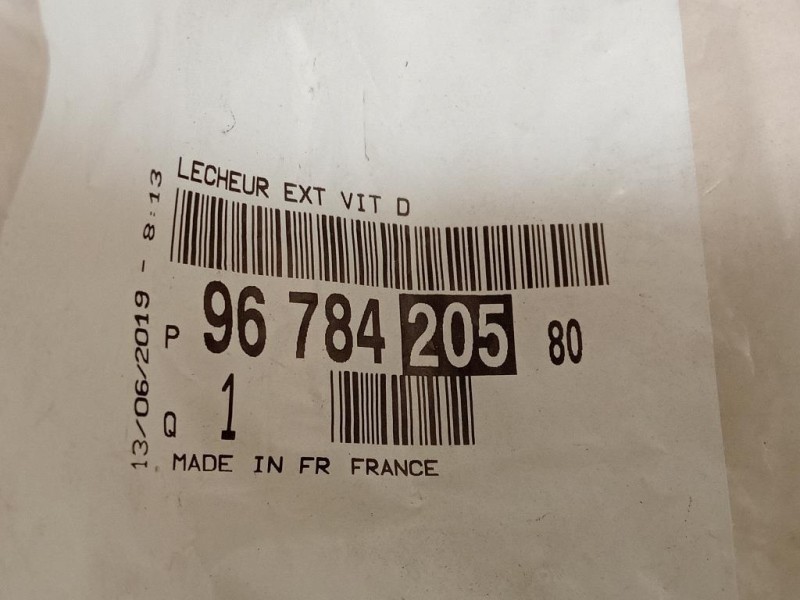 LECHEUR EXT VIT D
P 96 784 205 80
Q 1
MADE IN FR FRANCE
13/06/2019 - 8:13